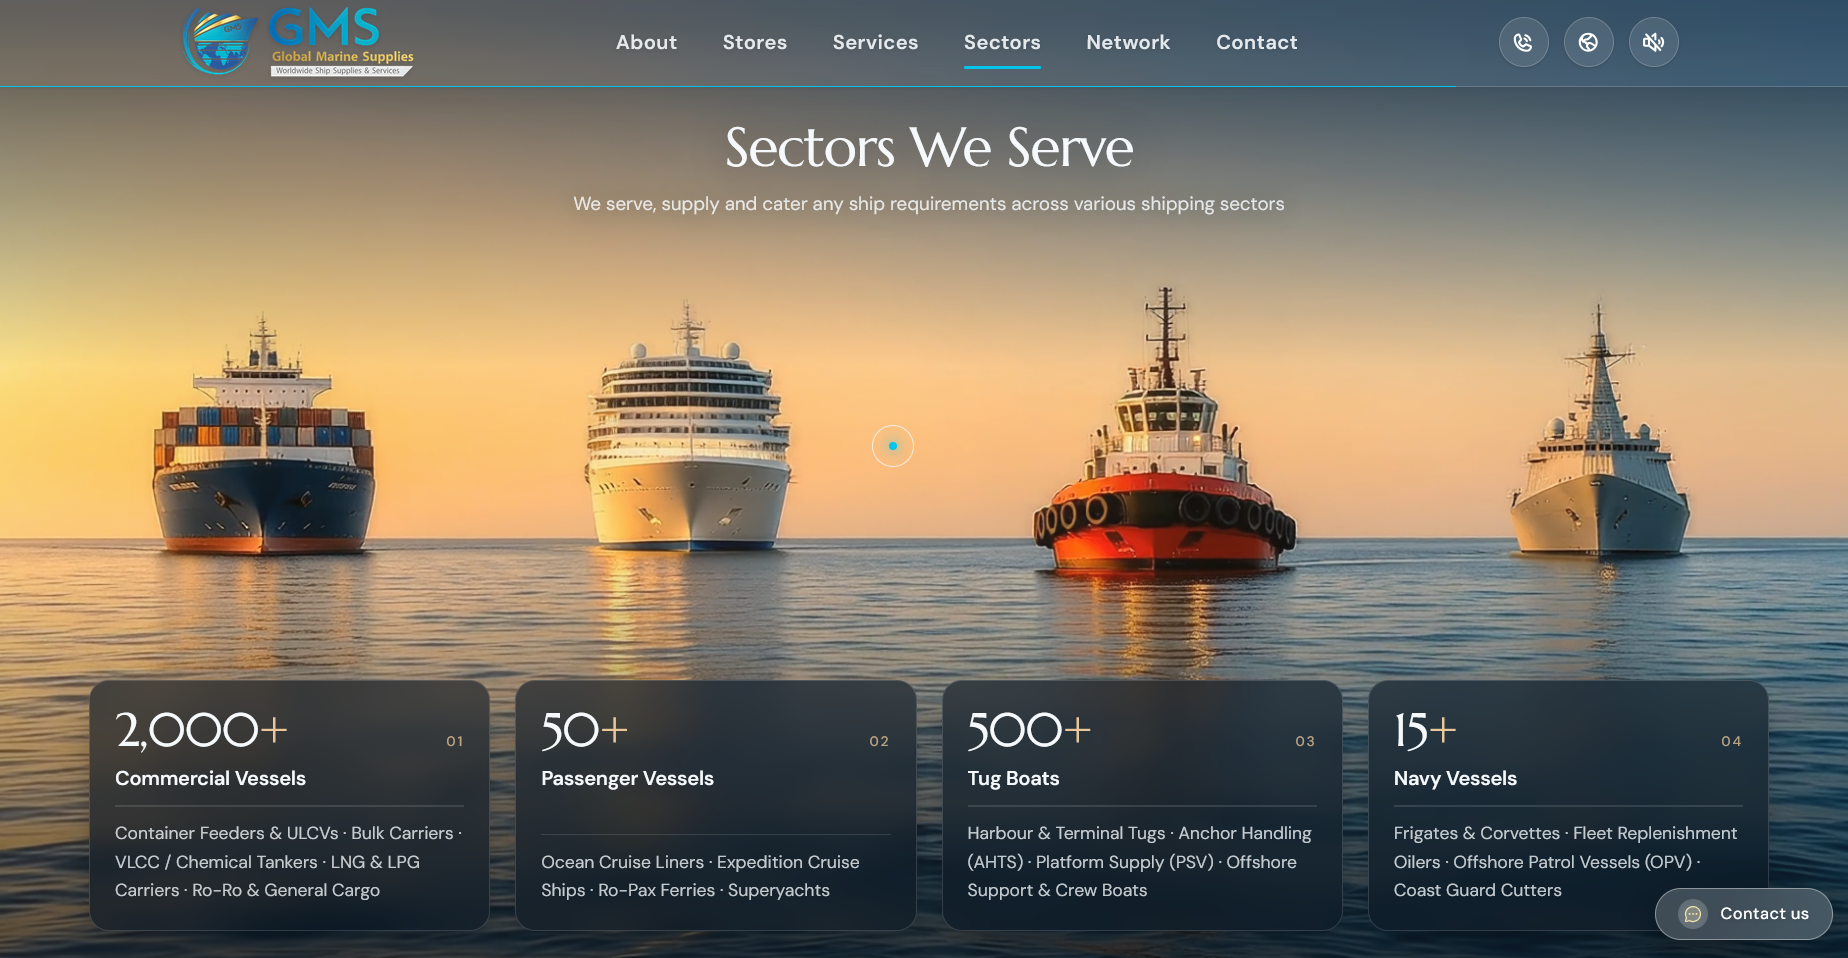 GMS
Global Marine Supplies
Worldwide Ship Supplies & Services
About
Stores
Services
Sectors
Network
Contact
Sectors We Serve
We serve, supply and cater any ship requirements across various shipping sectors
2,000+
01
Commercial Vessels
Container Feeders & ULCVs · Bulk Carriers ·
VLCC / Chemical Tankers · LNG & LPG
Carriers · Ro-Ro & General Cargo
50+
02
Passenger Vessels
Ocean Cruise Liners · Expedition Cruise
Ships · Ro-Pax Ferries · Superyachts
500+
03
Tug Boats
Harbour & Terminal Tugs · Anchor Handling
(AHTS) · Platform Supply (PSV) · Offshore
Support & Crew Boats
15+
04
Navy Vessels
Frigates & Corvettes · Fleet Replenishment
Oilers · Offshore Patrol Vessels (OPV) ·
Coast Guard Cutters
Contact us